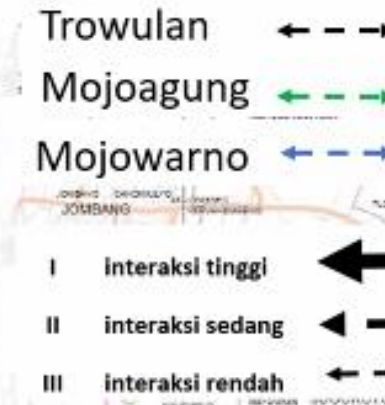 Trowulan
Mojoagung
Mojowarno
JOMBANG
I interaksi tinggi
II interaksi sedang
III interaksi rendah